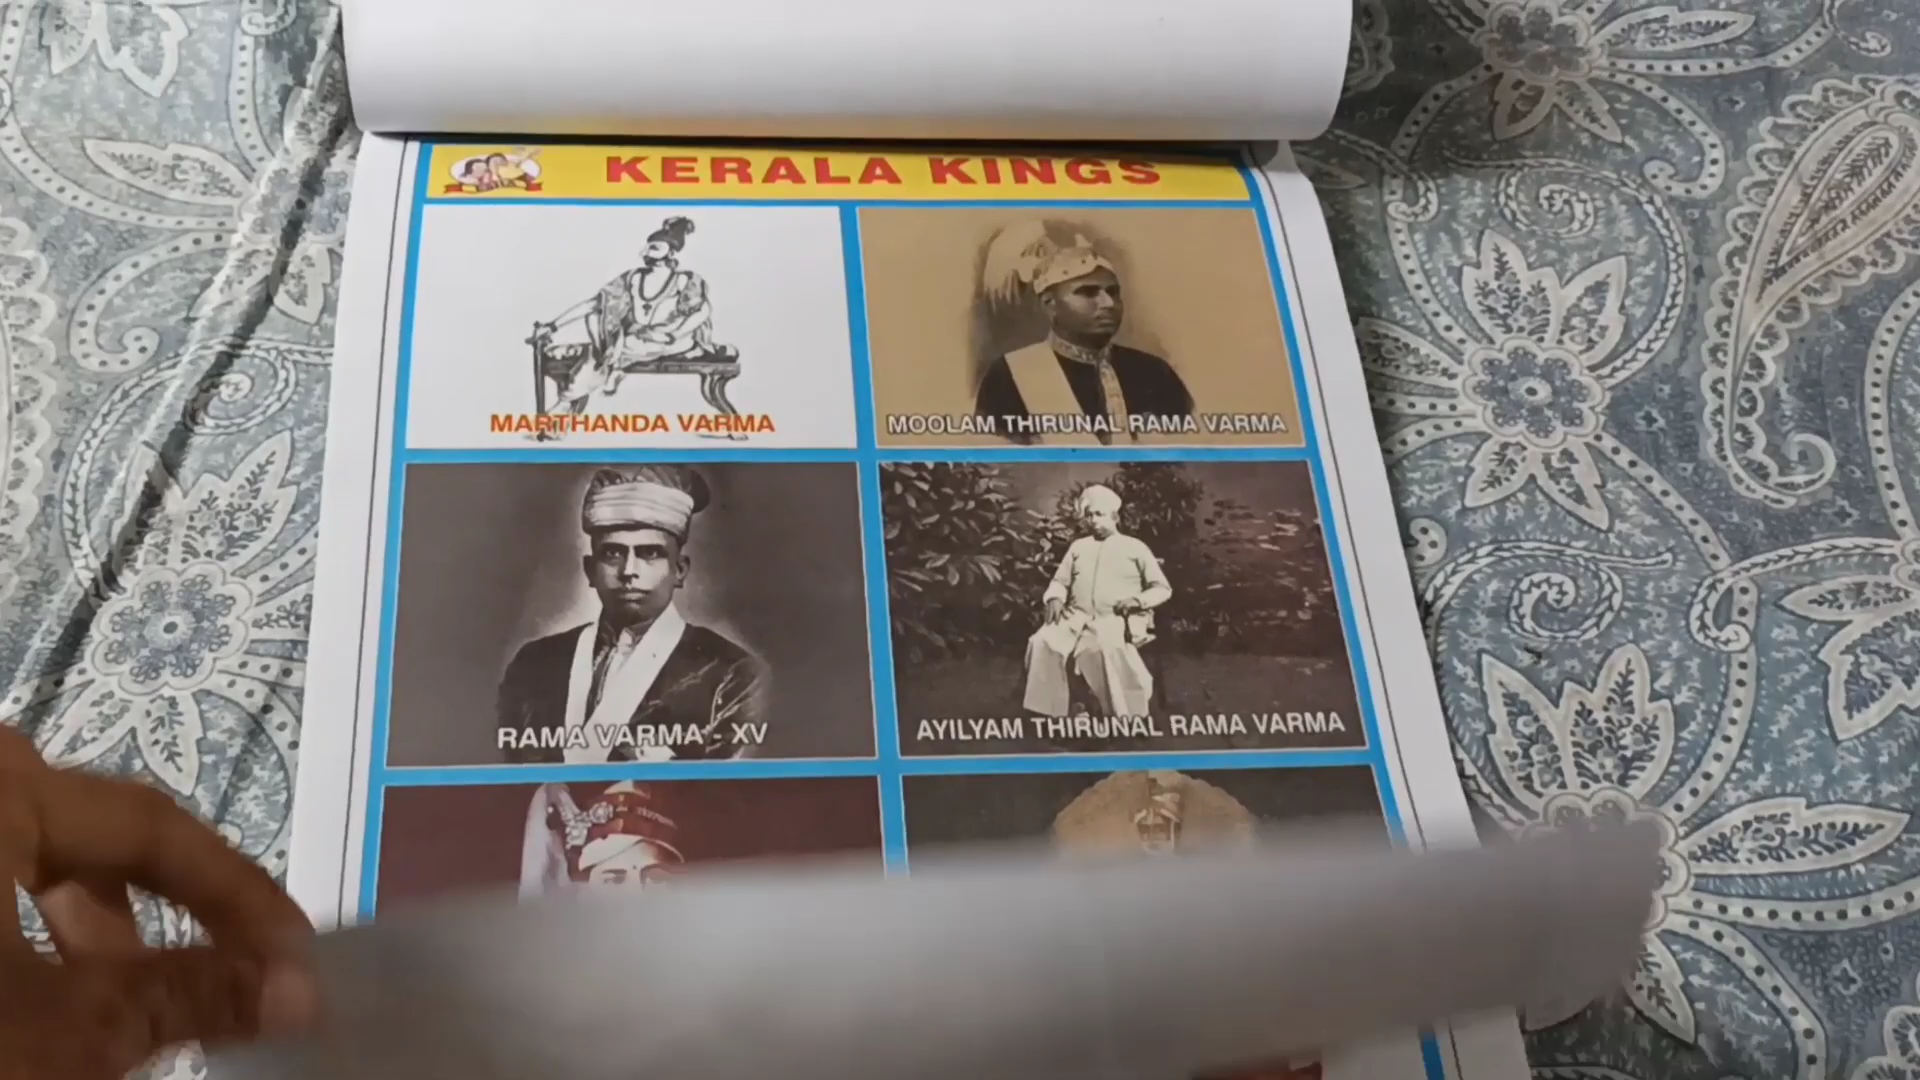 KERALA KINGS
MARTHANDA VARMA
MOOLAM THIRUNAL RAMA VARMA
RAMA VARMA - XV
AYILYAM THIRUNAL RAMA VARMA